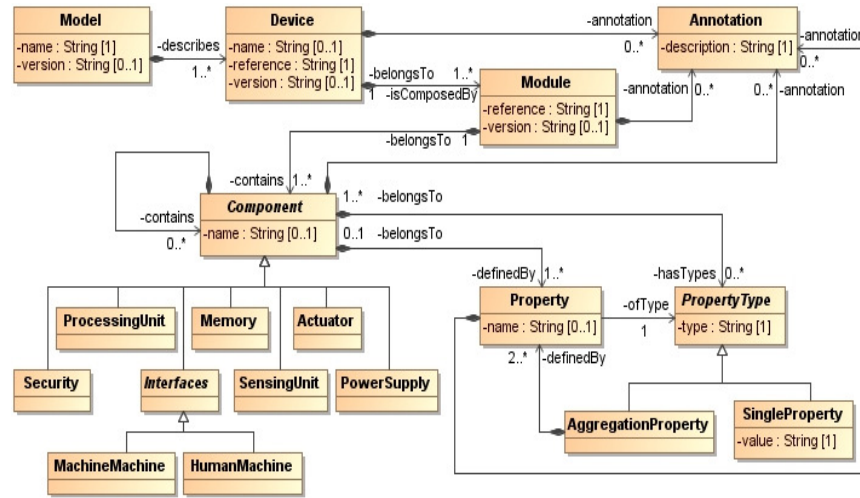 Model
-name : String [1]
-version : String [0..1]
-describes
1..*
Device
-name : String [0..1]
-reference : String [1]
-version : String [0..1]
-annotation
0..*
Annotation
-description : String [1]
-annotation
0..*
-belongsTo
1
1..*
-isComposedBy
Module
-reference : String [1]
-version : String [0..1]
-annotation
0..*
0..*
-annotation
-belongsTo
1
-contains
1..*
-contains
0..*
Component
-name : String [0..1]
1..*
-belongsTo
0..1
-belongsTo
-definedBy
1..*
-hasTypes
0..*
Property
-name : String [0..1]
-ofType
1
PropertyType
-type : String [1]
2..*
-definedBy
ProcessingUnit
Memory
Actuator
Security
Interfaces
SensingUnit
PowerSupply
AggregationProperty
SingleProperty
-value : String [1]
MachineMachine
HumanMachine